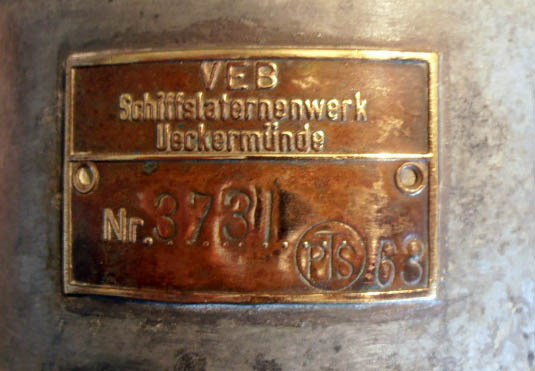 VEB
Schiffslaternenwerk
Ueckermünde
Nr. 3731. PTS 63